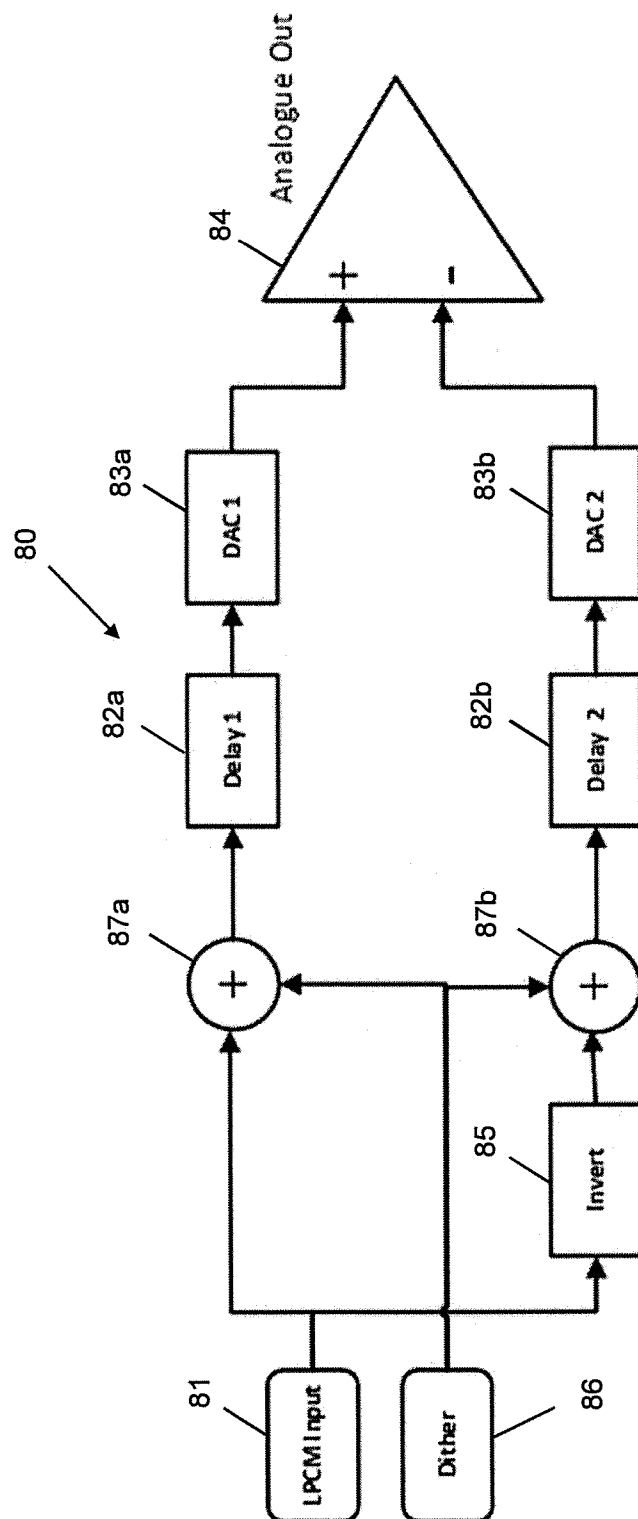 80
81
LPCM Input
86
Dither
85
Invert
87a
+
87b
+
82a
Delay 1
82b
Delay 2
83a
DAC 1
83b
DAC 2
84
+
-
Analogue Out